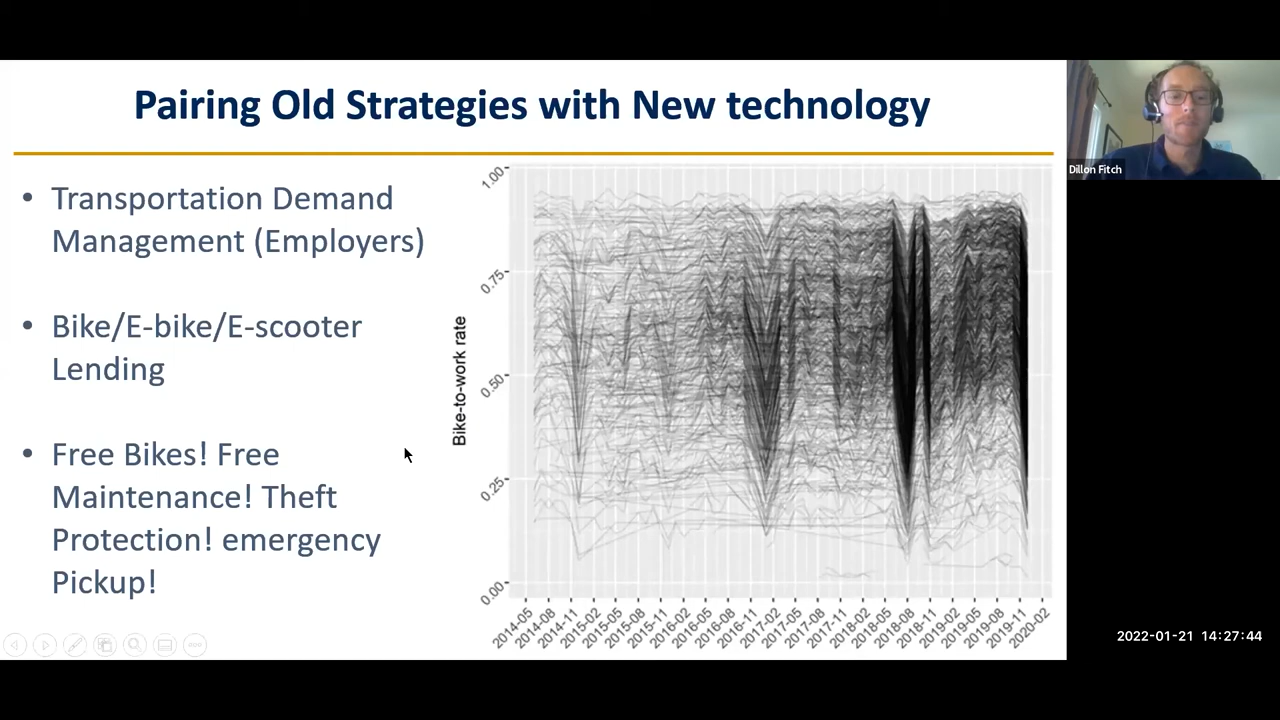 Pairing Old Strategies with New technology
• Transportation Demand
Management (Employers)
• Bike/E-bike/E-scooter
Lending
• Free Bikes! Free
Maintenance! Theft
Protection! emergency
Pickup!
Bike-to-work rate
1.00
0.75
0.50
0.25
0.00
2014-05
2014-08
2014-11
2015-02
2015-05
2015-08
2015-11
2016-02
2016-05
2016-08
2016-11
2017-02
2017-05
2017-08
2017-11
2018-02
2018-05
2018-08
2018-11
2019-02
2019-05
2019-08
2019-11
2020-02
Dillon Fitch
2022-01-21 14:27:44